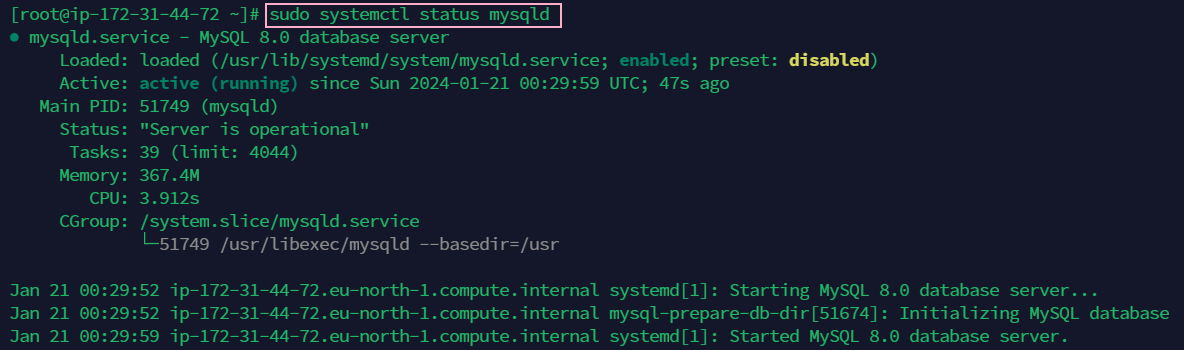 [root@ip-172-31-44-72 ~]# sudo systemctl status mysqld
● mysqld.service - MySQL 8.0 database server
Loaded: loaded (/usr/lib/systemd/system/mysqld.service; enabled; preset: disabled)
Active: active (running) since Sun 2024-01-21 00:29:59 UTC; 47s ago
Main PID: 51749 (mysqld)
Status: "Server is operational"
Tasks: 39 (limit: 4044)
Memory: 367.4M
CPU: 3.912s
CGroup: /system.slice/mysqld.service
└─51749 /usr/libexec/mysqld --basedir=/usr
Jan 21 00:29:52 ip-172-31-44-72.eu-north-1.compute.internal systemd[1]: Starting MySQL 8.0 database server...
Jan 21 00:29:52 ip-172-31-44-72.eu-north-1.compute.internal mysql-prepare-db-dir[51674]: Initializing MySQL database
Jan 21 00:29:59 ip-172-31-44-72.eu-north-1.compute.internal systemd[1]: Started MySQL 8.0 database server.